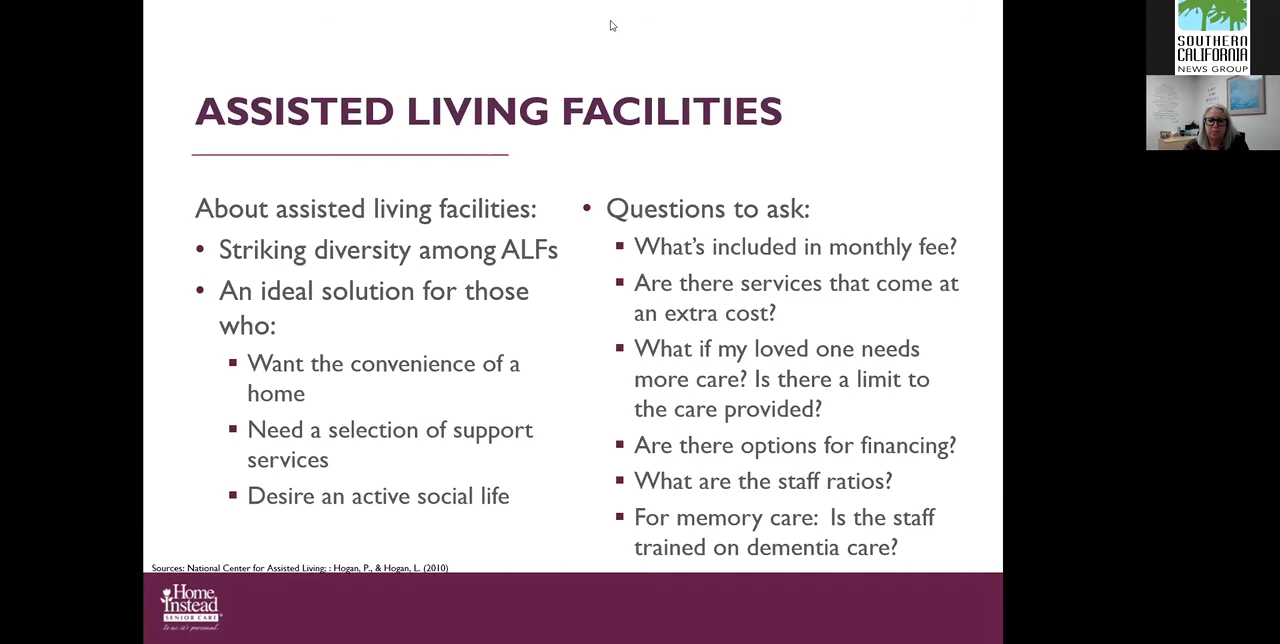 ASSISTED LIVING FACILITIES
About assisted living facilities:
• Striking diversity among ALFs
• An ideal solution for those
who:
▪ Want the convenience of a
home
▪ Need a selection of support
services
▪ Desire an active social life
• Questions to ask:
▪ What's included in monthly fee?
▪ Are there services that come at
an extra cost?
▪ What if my loved one needs
more care? Is there a limit to
the care provided?
▪ Are there options for financing?
▪ What are the staff ratios?
▪ For memory care:  Is the staff
trained on dementia care?
Sources: National Center for Assisted Living; : Hogan, P., & Hogan, L. (2010)
Home
Instead
SENIOR CARE
to us, it's personal.
SOUTHERN
CALIFORNIA
NEWS GROUP